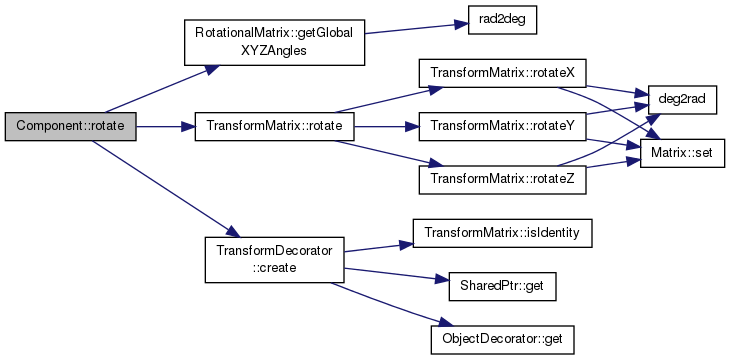 RotationalMatrix::getGlobal
XYZAngles
rad2deg
TransformMatrix::rotateX
deg2rad
Component::rotate
TransformMatrix::rotate
TransformMatrix::rotateY
Matrix::set
TransformMatrix::rotateZ
TransformDecorator
::create
TransformMatrix::isIdentity
SharedPtr::get
ObjectDecorator::get